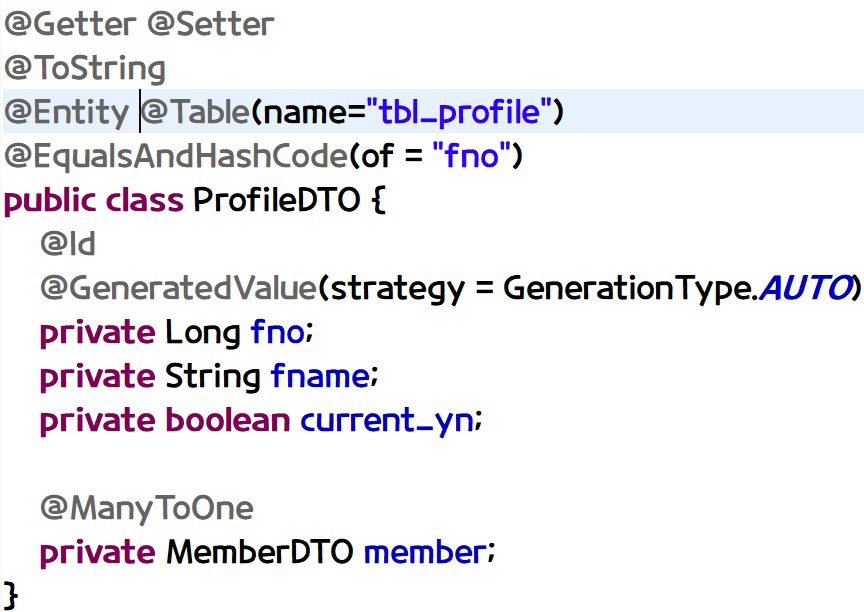 @Getter @Setter
@ToString
@Entity @Table(name="tbl_profile")
@EqualsAndHashCode(of = "fno")
public class ProfileDTO {
@Id
@GeneratedValue(strategy = GenerationType.AUTO)
private Long fno;
private String fname;
private boolean current_yn;
@ManyToOne
private MemberDTO member;
}